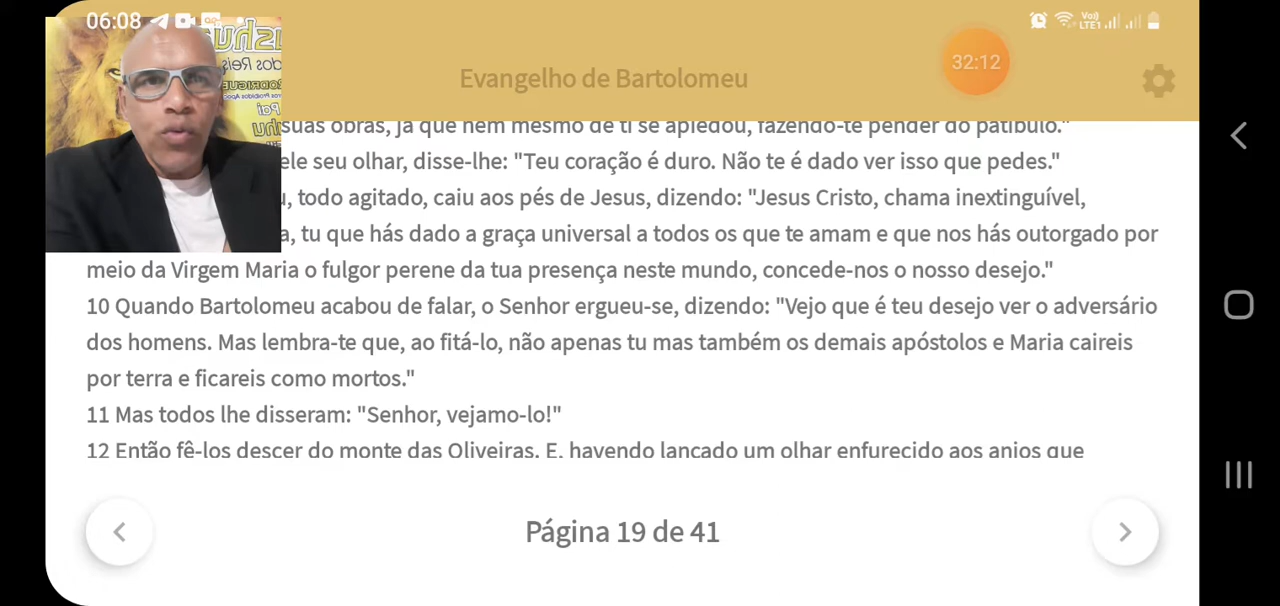 06:08
Vo))
LTE1
32:12
Evangelho de Bartolomeu
suas obras, já que nem mesmo de ti se apiedou, fazendo-te pender do patíbulo."
ele seu olhar, disse-lhe: "Teu coração é duro. Não te é dado ver isso que pedes."
, todo agitado, caiu aos pés de Jesus, dizendo: "Jesus Cristo, chama inextinguível,
a, tu que hás dado a graça universal a todos os que te amam e que nos hás outorgado por
meio da Virgem Maria o fulgor perene da tua presença neste mundo, concede-nos o nosso desejo."
10 Quando Bartolomeu acabou de falar, o Senhor ergueu-se, dizendo: "Vejo que é teu desejo ver o adversário
dos homens. Mas lembra-te que, ao fitá-lo, não apenas tu mas também os demais apóstolos e Maria caireis
por terra e ficareis como mortos."
11 Mas todos lhe disseram: "Senhor, vejamo-lo!"
12 Então fê-los descer do monte das Oliveiras. E, havendo lançado um olhar enfurecido aos anjos que
Página 19 de 41
dos Reis
Pai